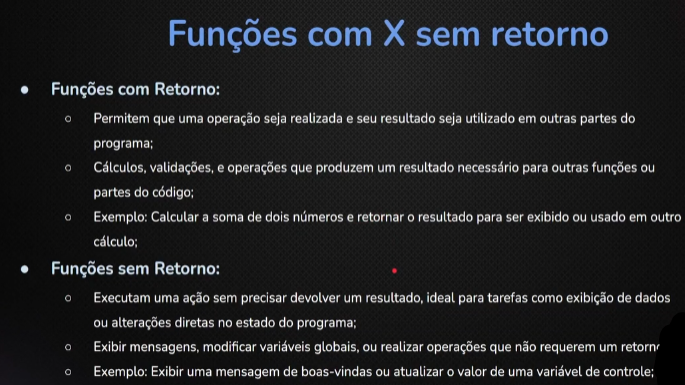 Funções com X sem retorno
● Funções com Retorno:
○ Permitem que uma operação seja realizada e seu resultado seja utilizado em outras partes do
programa;
○ Cálculos, validações, e operações que produzem um resultado necessário para outras funções ou
partes do código;
○ Exemplo: Calcular a soma de dois números e retornar o resultado para ser exibido ou usado em outro
cálculo;
● Funções sem Retorno:
○ Executam uma ação sem precisar devolver um resultado, ideal para tarefas como exibição de dados
ou alterações diretas no estado do programa;
○ Exibir mensagens, modificar variáveis globais, ou realizar operações que não requerem um retorno
○ Exemplo: Exibir uma mensagem de boas-vindas ou atualizar o valor de uma variável de controle;